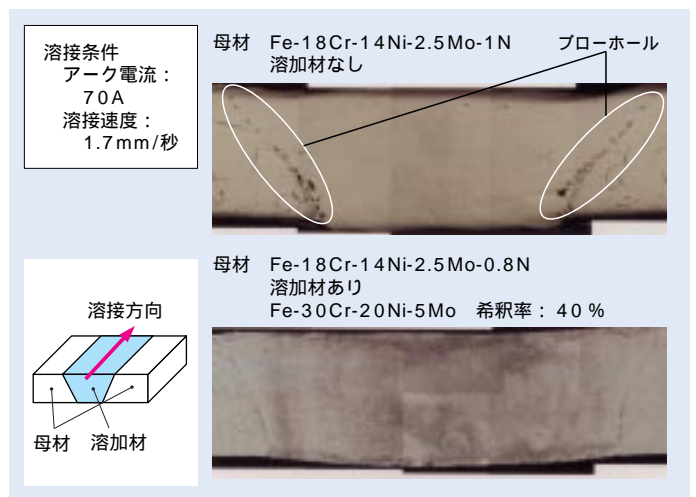 溶接条件
アーク電流：
70A
溶接速度：
1.7mm/秒
母材 Fe-18Cr-14Ni-2.5Mo-1N
溶加材なし
ブローホール
母材 Fe-18Cr-14Ni-2.5Mo-0.8N
溶加材あり
Fe-30Cr-20Ni-5Mo 希釈率：40％
溶接方向
母材 溶加材